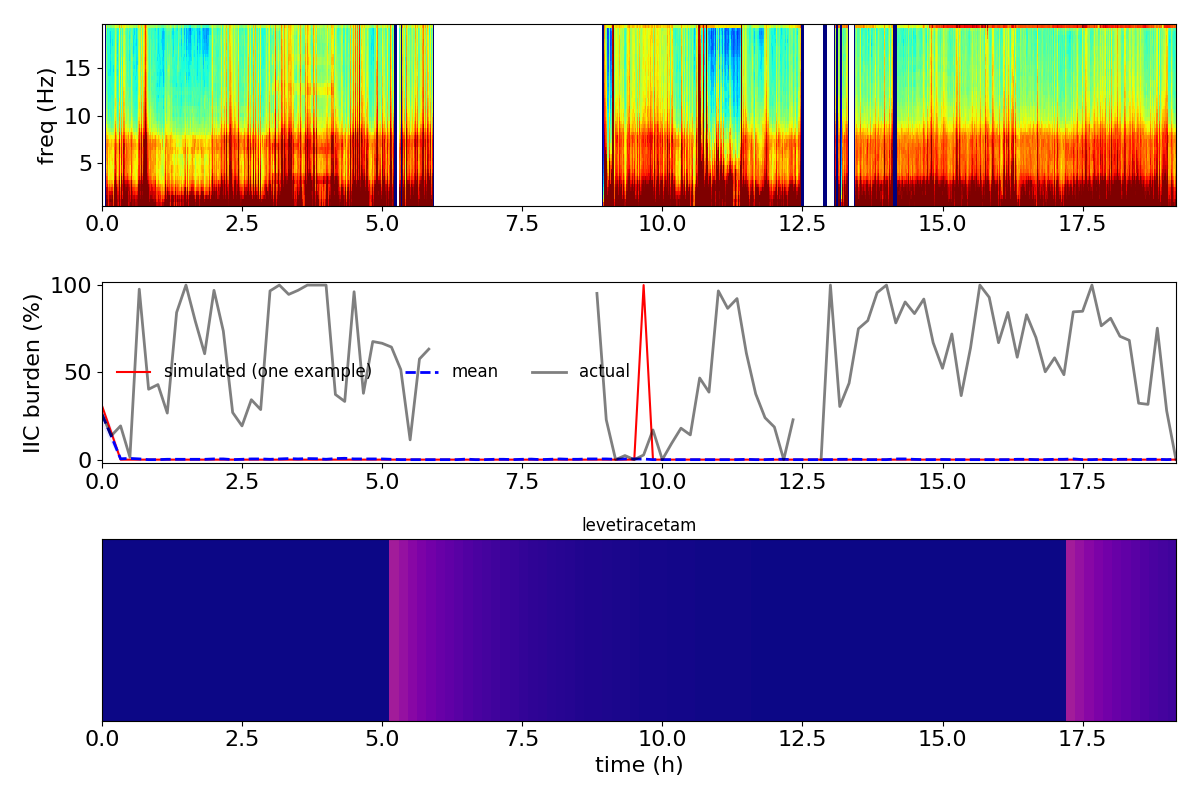 15
10
5
freq (Hz)
0.0 2.5 5.0 7.5 10.0 12.5 15.0 17.5
100
50
0
IIC burden (%)
simulated (one example) mean actual
0.0 2.5 5.0 7.5 10.0 12.5 15.0 17.5
levetiracetam
0.0 2.5 5.0 7.5 10.0 12.5 15.0 17.5
time (h)